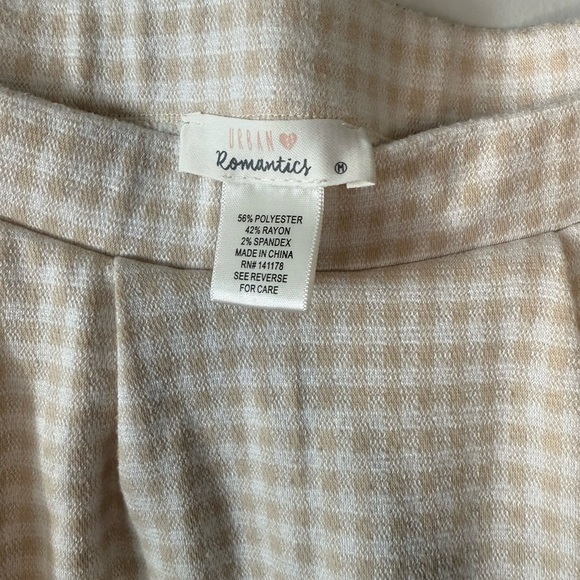 URBAN
Romantics M
56% POLYESTER
42% RAYON
2% SPANDEX
MADE IN CHINA
RN# 141178
SEE REVERSE
FOR CARE